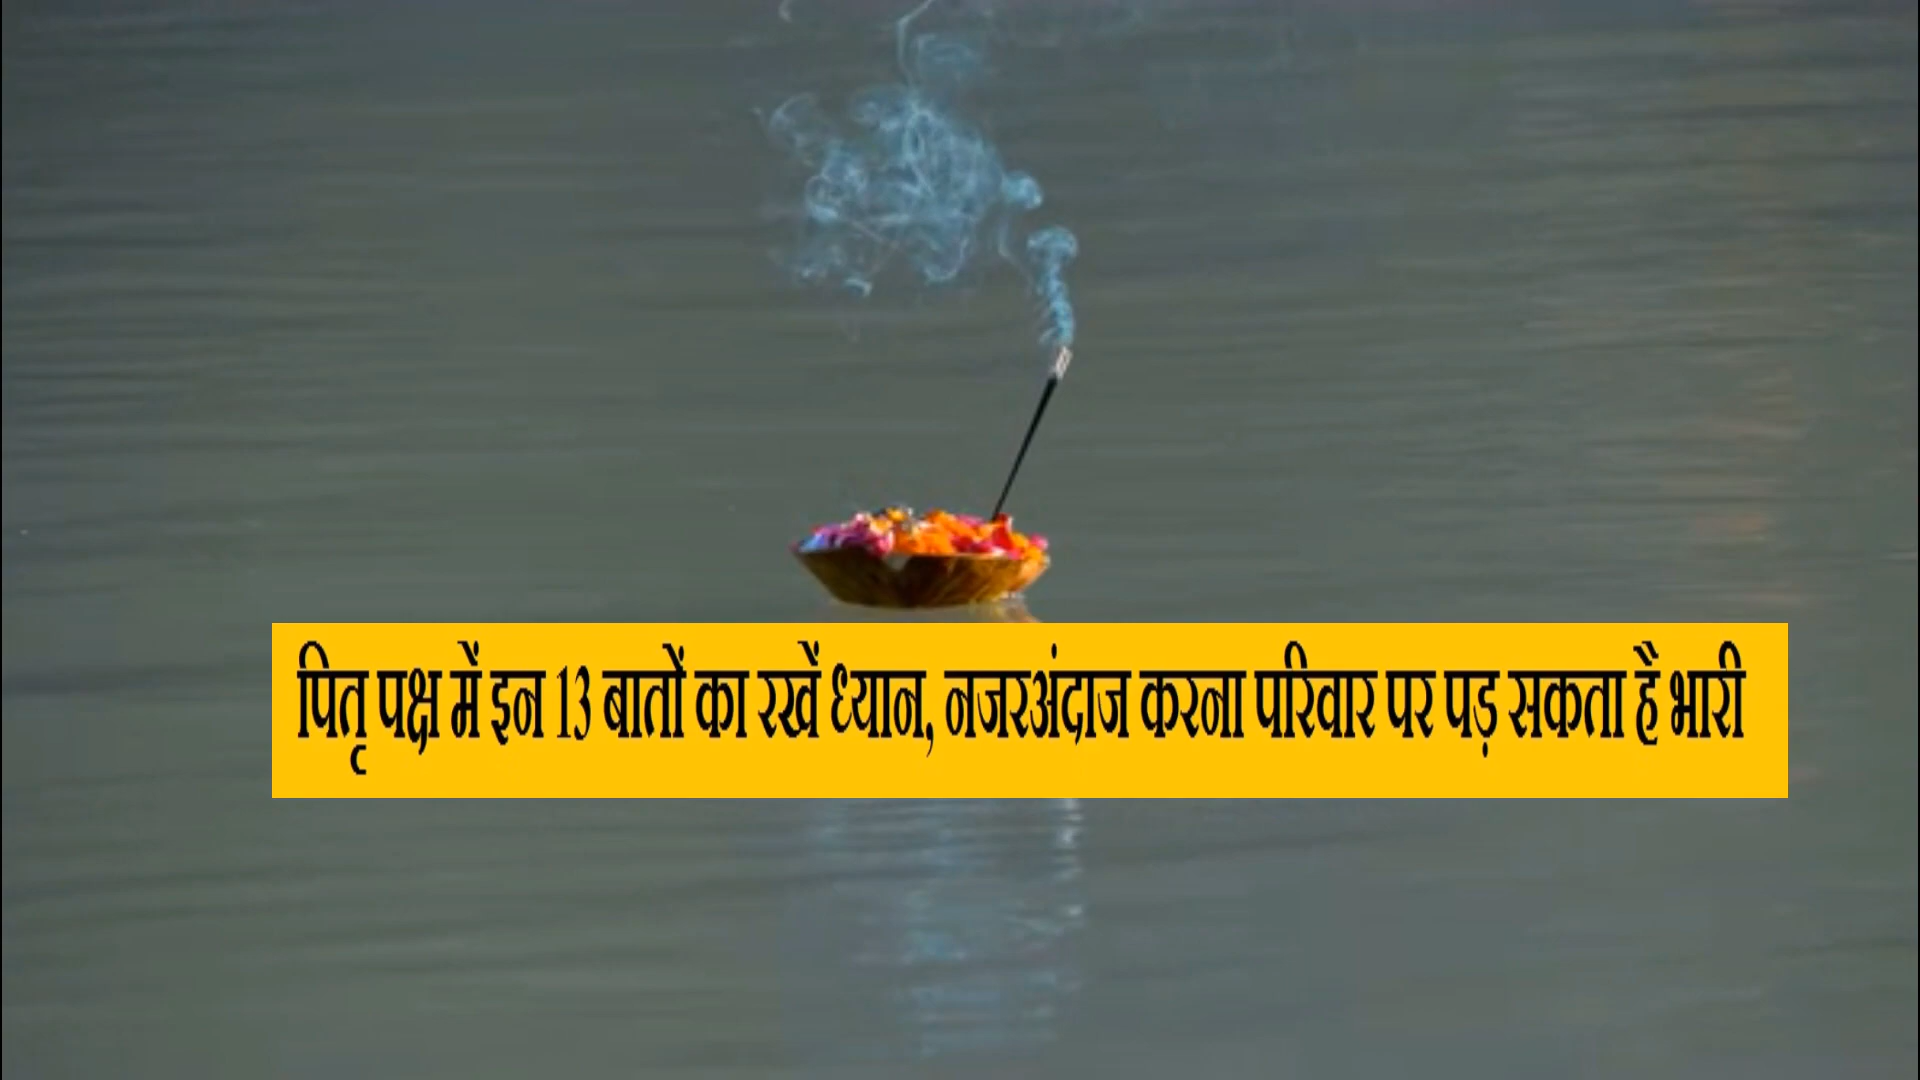 पितृ पक्ष में इन 13 बातों का रखें ध्यान, नजरअंदाज करना परिवार पर पड़ सकता है भारी